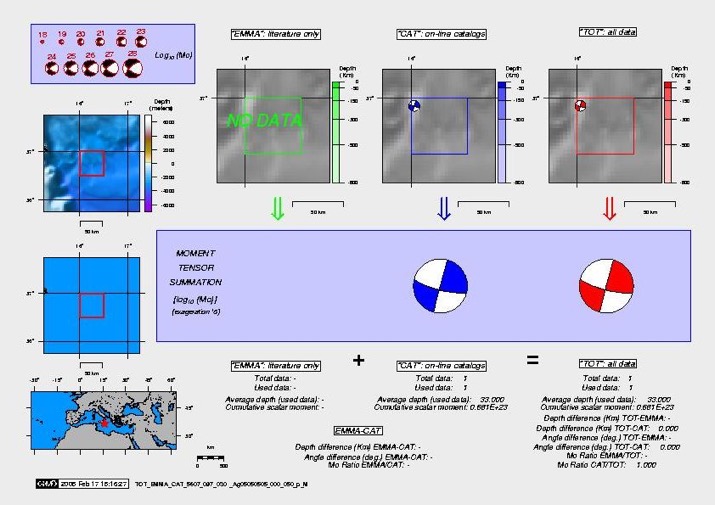 "EMMA": literature only
"CAT": on-line catalogs
"TOT": all data
18 19 20 21 22 23
Log10 (Mo)
24 25 26 27 28
Depth (Km)
Depth (Km)
Depth (Km)
16°
16°
16°
37°
37°
37°
0
-50
-150
-300
-600
0
-50
-150
-300
-600
0
-50
-150
-300
-600
NO DATA
Depth (meters)
16° 17°
6000
4000
2000
0
-2000
-4000
-6000
37°
36°
50 km
50 km
50 km
50 km
16° 17°
37°
36°
50 km
MOMENT
TENSOR
SUMMATION
[log10 (Mo)]
(exageration *6)
"EMMA": literature only
+
"CAT": on-line catalogs
=
"TOT": all data
Total data: -
Used data: -
Average depth (used data): -
Cumulative scalar moment: -
Total data: 1
Used data: 1
Average depth (used data) 33.000
Cumulative scalar moment: 0.661E+23
Total data: 1
Used data: 1
Average depth (used data): 33.000
Cumulative scalar moment: 0.661E+23
Depth difference (Km) TOT-EMMA: -
Depth difference (Km) TOT-CAT: 0.000
Angle difference (deg.) TOT-EMMA: -
Angle difference (deg.) TOT-CAT: 0.000
Mo Ratio EMMA/TOT: -
Mo Ratio CAT/TOT: 1.000
EMMA-CAT
Depth difference (Km) EMMA-CAT: -
Angle difference (deg.) EMMA-CAT: -
Mo Ratio EMMA/CAT: -
-30° -15° 0° 15° 30° 45° 60°
45°
30°
km
GMT 2006 Feb 17 16:16:27